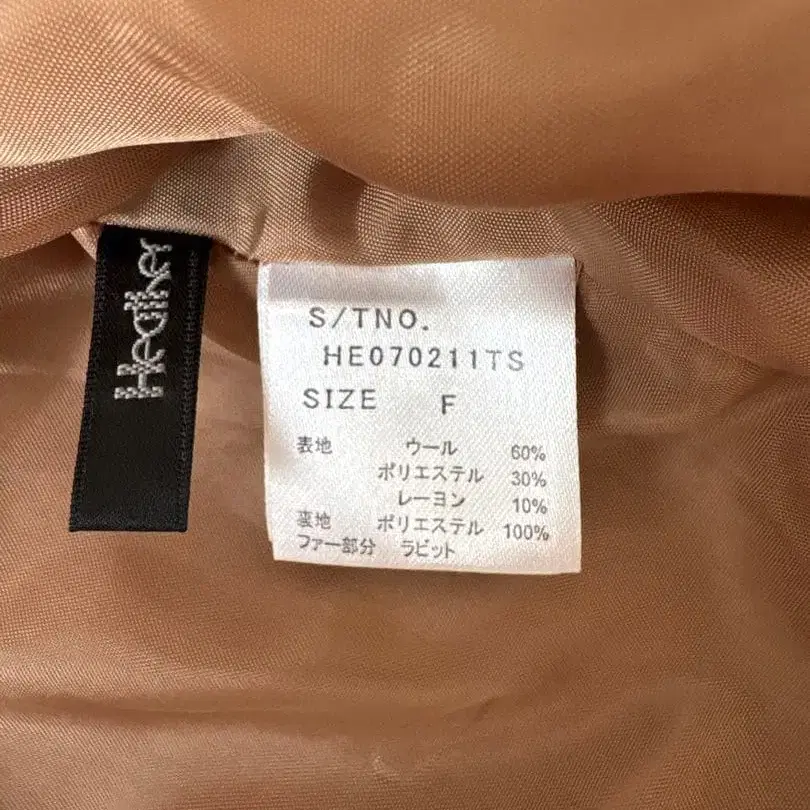 Heather
S/TNO.
HE070211TS
SIZE F
表地 ウール 60%
ポリエステル 30%
レーヨン 10%
裏地 ポリエステル 100%
ファー部分 ラビット